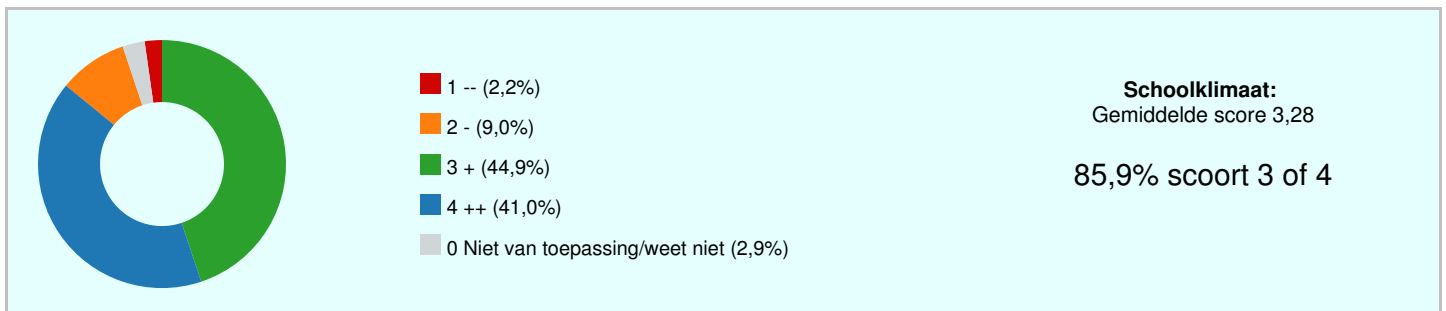 1 -- (2,2%)
2 - (9,0%)
3 + (44,9%)
4 ++ (41,0%)
0 Niet van toepassing/weet niet (2,9%)
Schoolklimaat:
Gemiddelde score 3,28
85,9% scoort 3 of 4